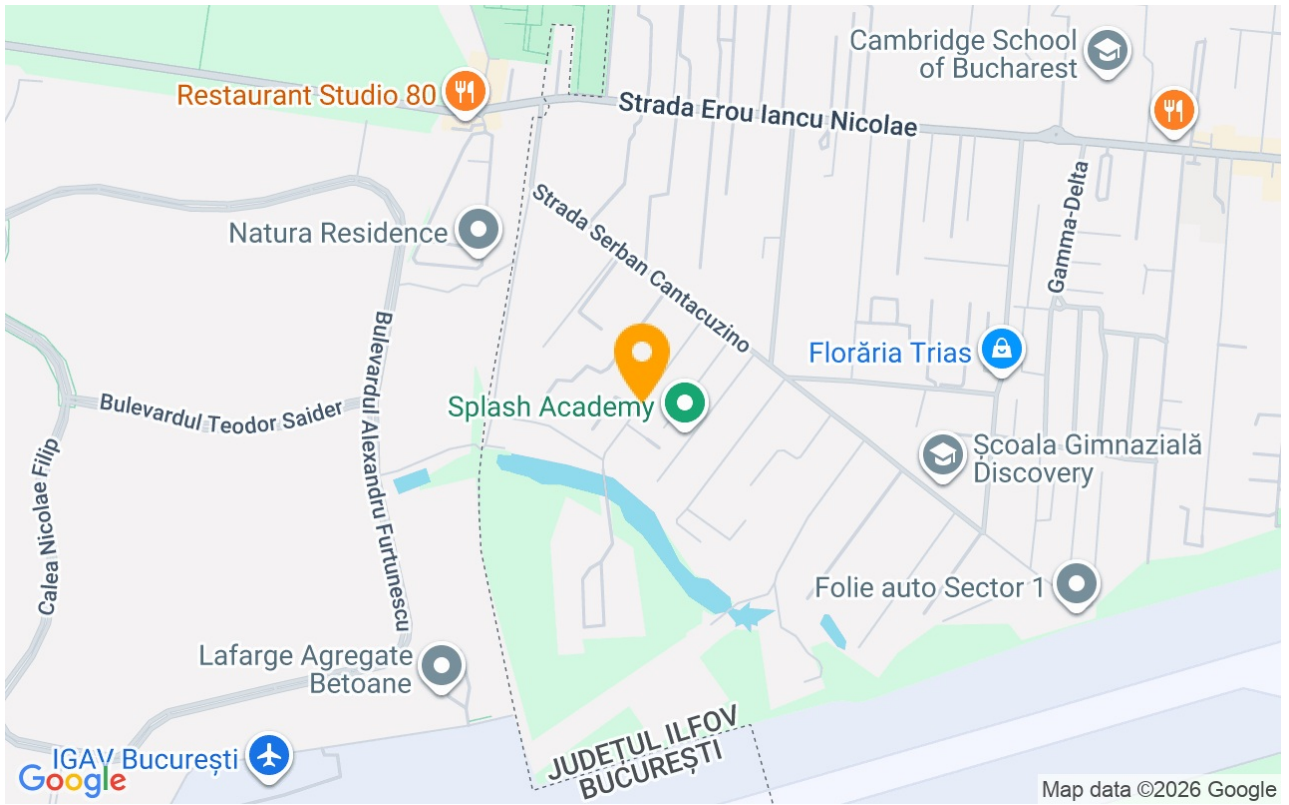 Cambridge School
of Bucharest
Restaurant Studio 80
Strada Erou Iancu Nicolae
Gamma-Delta
Strada Serban Cantacuzino
Natura Residence
Bulevardul Alexandru Furtunescu
Florăria Trias
Bulevardul Teodor Saider
Splash Academy
Calea Nicolae Filip
Școala Gimnazială
Discovery
Folie auto Sector 1
Lafarge Agregate
Betoane
JUDEȚUL ILFOV
BUCUREȘTI
IGAV București
Google
Map data ©2026 Google